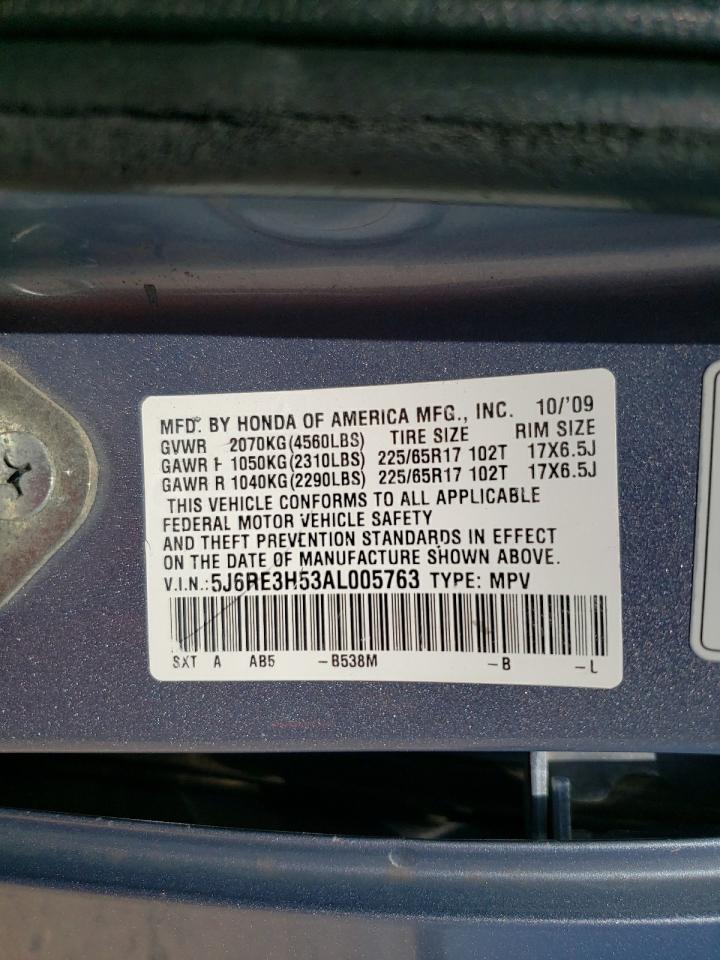 MFD. BY HONDA OF AMERICA MFG., INC. 10/'09
GVWR 2070KG(4560LBS) TIRE SIZE RIM SIZE
GAWR F 1050KG(2310LBS) 225/65R17 102T 17X6.5J
GAWR R 1040KG(2290LBS) 225/65R17 102T 17X6.5J
THIS VEHICLE CONFORMS TO ALL APPLICABLE
FEDERAL MOTOR VEHICLE SAFETY
AND THEFT PREVENTION STANDARDS IN EFFECT
ON THE DATE OF MANUFACTURE SHOWN ABOVE.
V.I.N.:5J6RE3H53AL005763 TYPE: MPV
SXT A AB5 -B538M -B -L